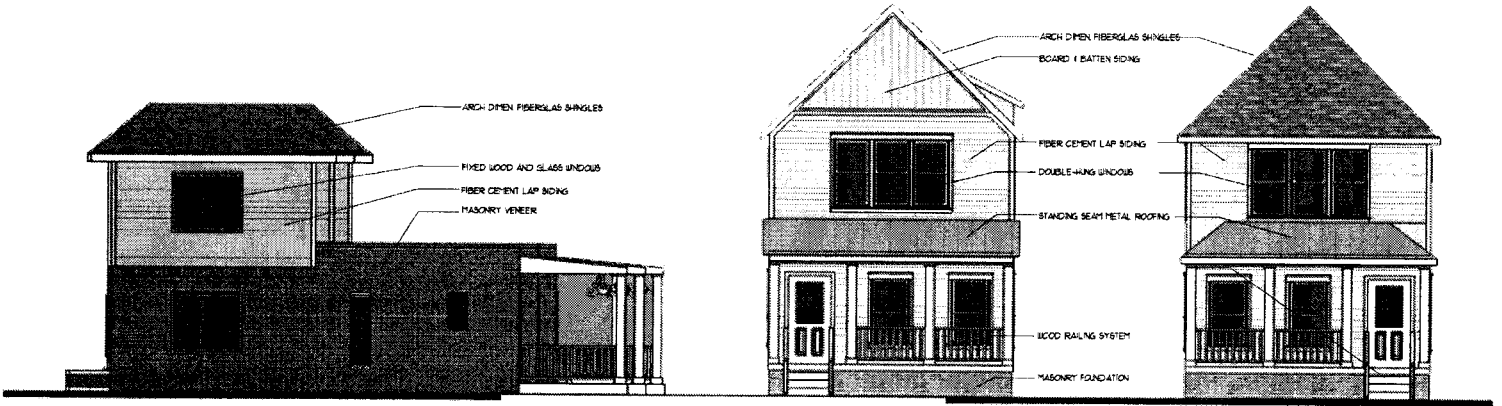 ARCH DIMEN FIBERGLAS SHINGLES
FIXED WOOD AND GLASS WINDOWS
FIBER CEMENT LAP SIDING
MASONRY VENEER
ARCH DIMEN FIBERGLAS SHINGLES
BOARD & BATTEN SIDING
FIBER CEMENT LAP SIDING
DOUBLE-HUNG WINDOWS
STANDING SEAM METAL ROOFING
WOOD RAILING SYSTEM
MASONRY FOUNDATION